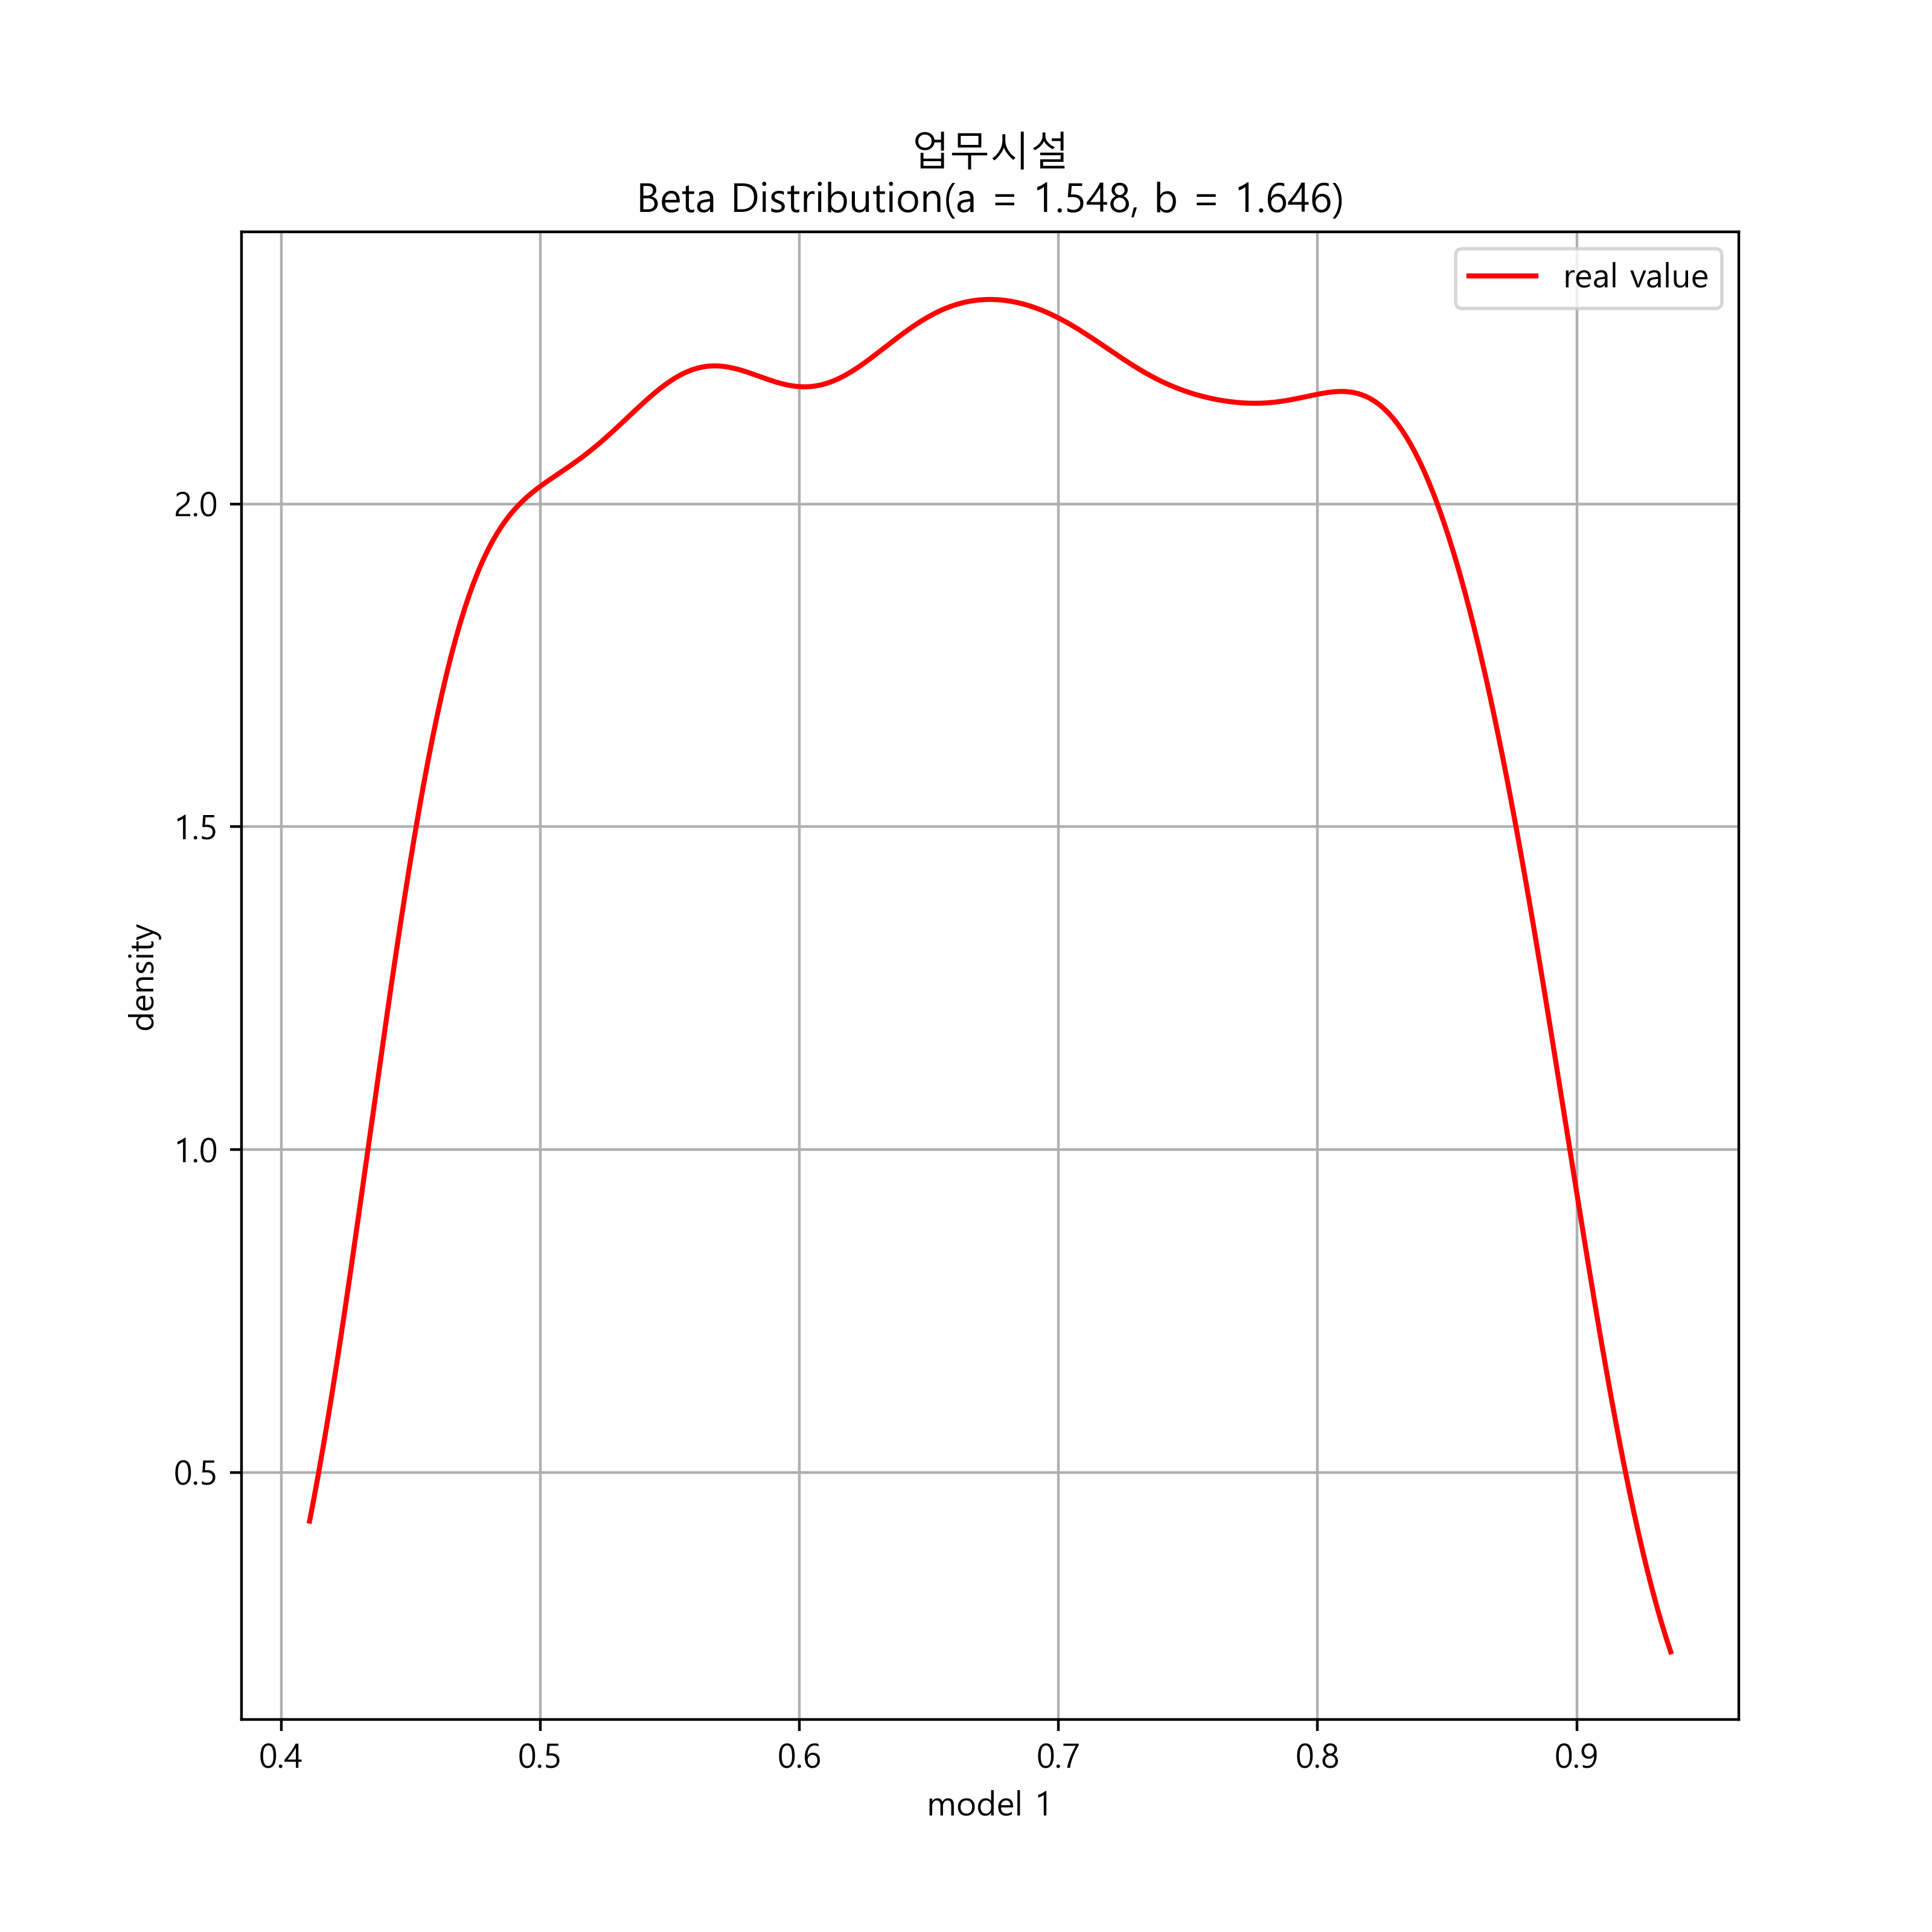 업무시설
Beta Distribution(a = 1.548, b = 1.646)
real value
2.0
1.5
1.0
0.5
density
0.4 0.5 0.6 0.7 0.8 0.9
model 1